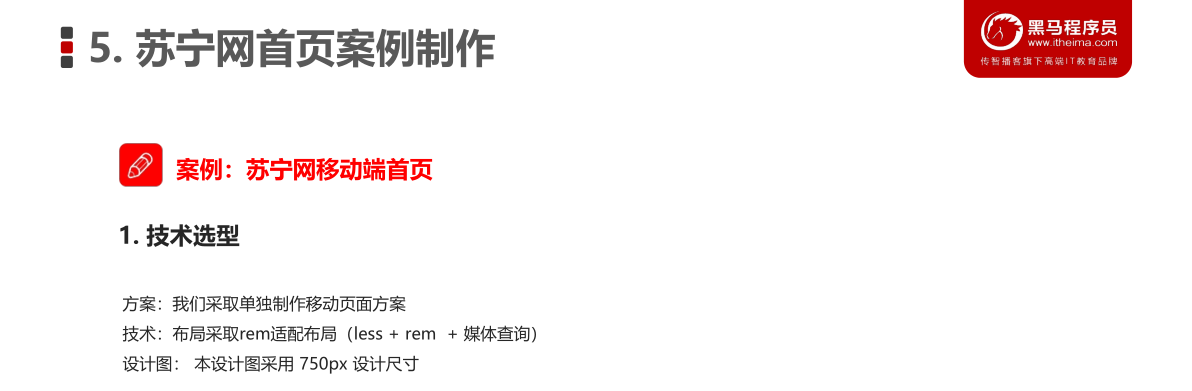 5. 苏宁网首页案例制作
黑马程序员
www.itheima.com
传智播客旗下高端IT教育品牌
案例：苏宁网移动端首页
1. 技术选型
方案：我们采取单独制作移动页面方案
技术：布局采取rem适配布局（less + rem + 媒体查询）
设计图： 本设计图采用 750px 设计尺寸